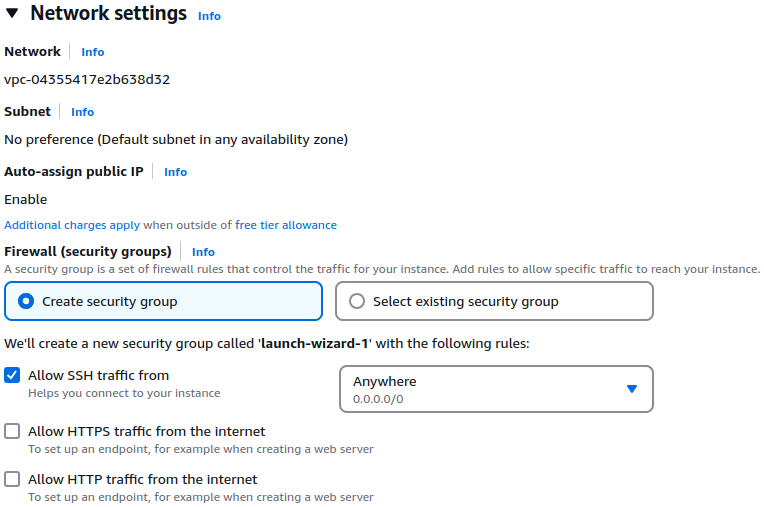 Network settings Info
Network Info
vpc-04355417e2b638d32
Subnet Info
No preference (Default subnet in any availability zone)
Auto-assign public IP Info
Enable
Additional charges apply when outside of free tier allowance
Firewall (security groups) Info
A security group is a set of firewall rules that control the traffic for your instance. Add rules to allow specific traffic to reach your instance.
Create security group
Select existing security group
We'll create a new security group called 'launch-wizard-1' with the following rules:
Allow SSH traffic from
Helps you connect to your instance
Anywhere
0.0.0.0/0
Allow HTTPS traffic from the internet
To set up an endpoint, for example when creating a web server
Allow HTTP traffic from the internet
To set up an endpoint, for example when creating a web server